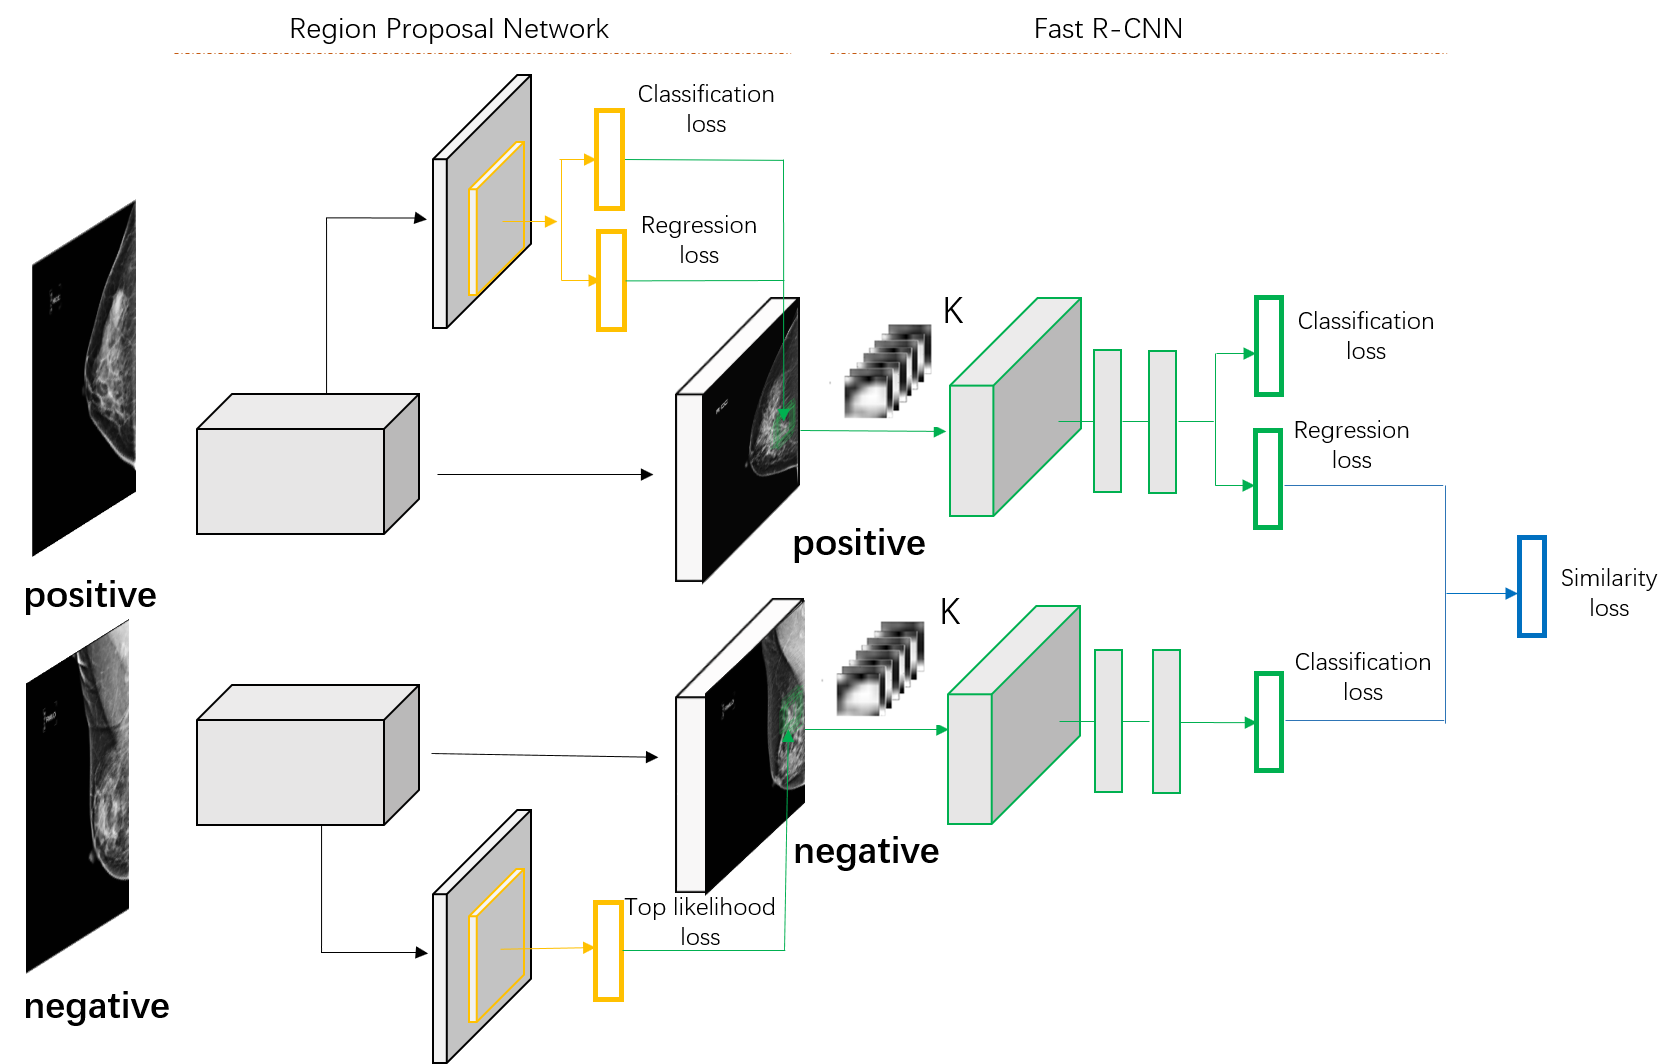 Region Proposal Network
Fast R-CNN
Classification
loss
Regression
loss
K
Classification
loss
Regression
loss
positive
positive
Similarity
loss
K
Classification
loss
negative
Top likelihood
loss
negative